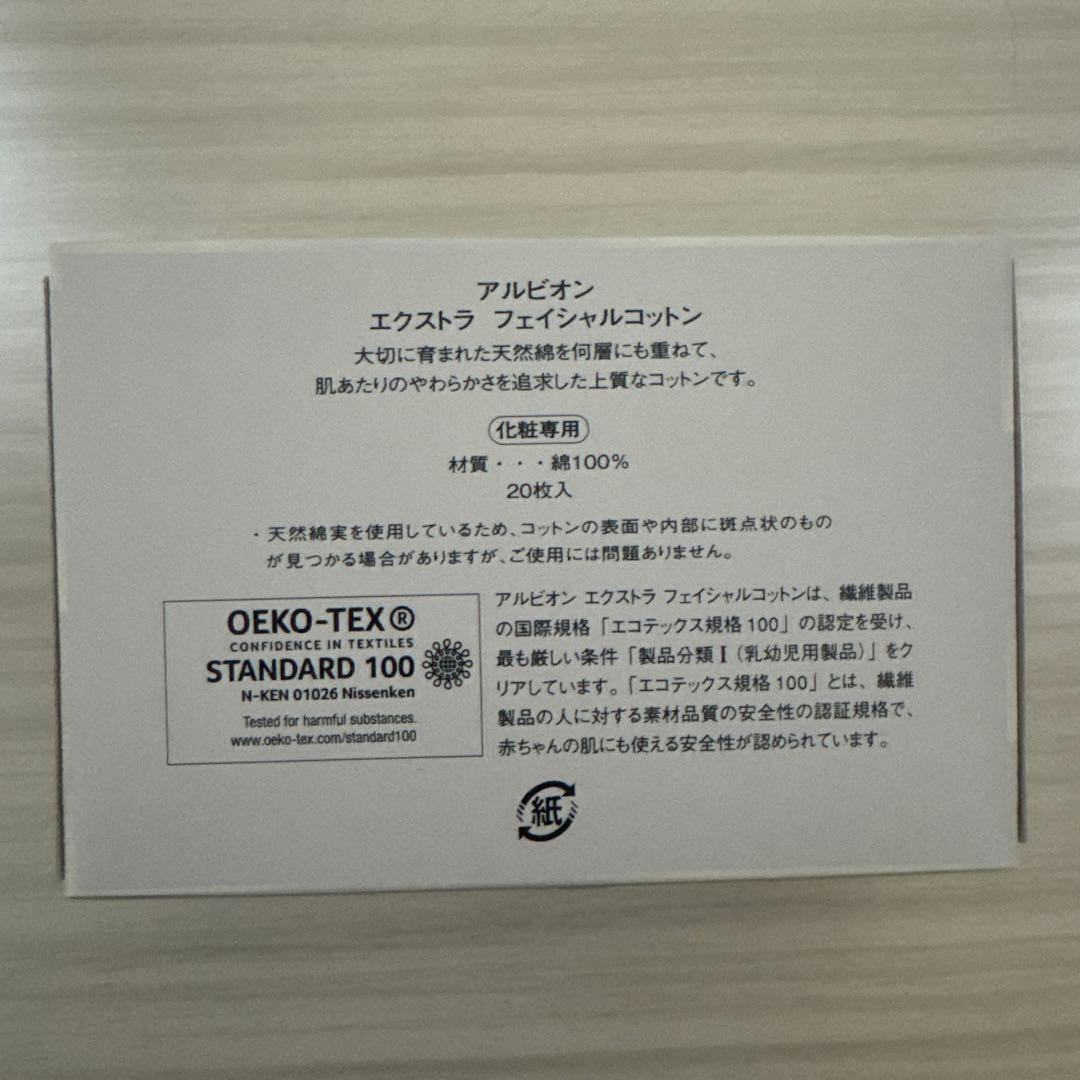 アルビオン
エクストラ フェイシャルコットン
大切に育まれた天然綿を何層にも重ねて、
肌あたりのやわらかさを追求した上質なコットンです。
化粧専用
材質・・・綿100%
20枚入
・天然綿実を使用しているため、コットンの表面や内部に斑点状のもの
が見つかる場合がありますが、ご使用には問題ありません。
OEKO-TEX®
CONFIDENCE IN TEXTILES
STANDARD 100
N-KEN 01026 Nissenken
Tested for harmful substances.
www.oeko-tex.com/standard100
アルビオン エクストラ フェイシャルコットンは、繊維製品
の国際規格「エコテックス規格100」の認定を受け、
最も厳しい条件「製品分類Ⅰ(乳幼児用製品)」をク
リアしています。「エコテックス規格100」とは、繊維
製品の人に対する素材品質の安全性の認証規格で、
赤ちゃんの肌にも使える安全性が認められています。
紙